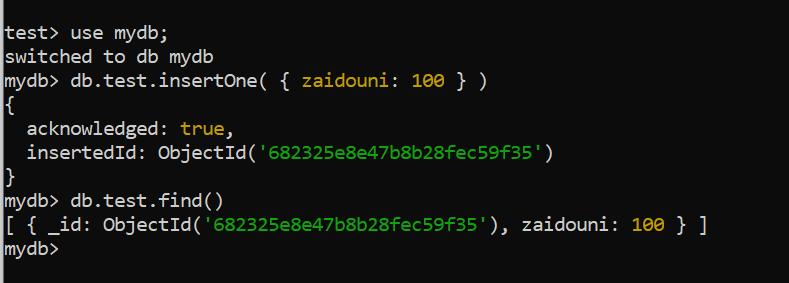 test> use mydb;
switched to db mydb
mydb> db.test.insertOne( { zaidouni: 100 } )
{
  acknowledged: true,
  insertedId: ObjectId('682325e8e47b8b28fec59f35')
}
mydb> db.test.find()
[ { _id: ObjectId('682325e8e47b8b28fec59f35'), zaidouni: 100 } ]
mydb>